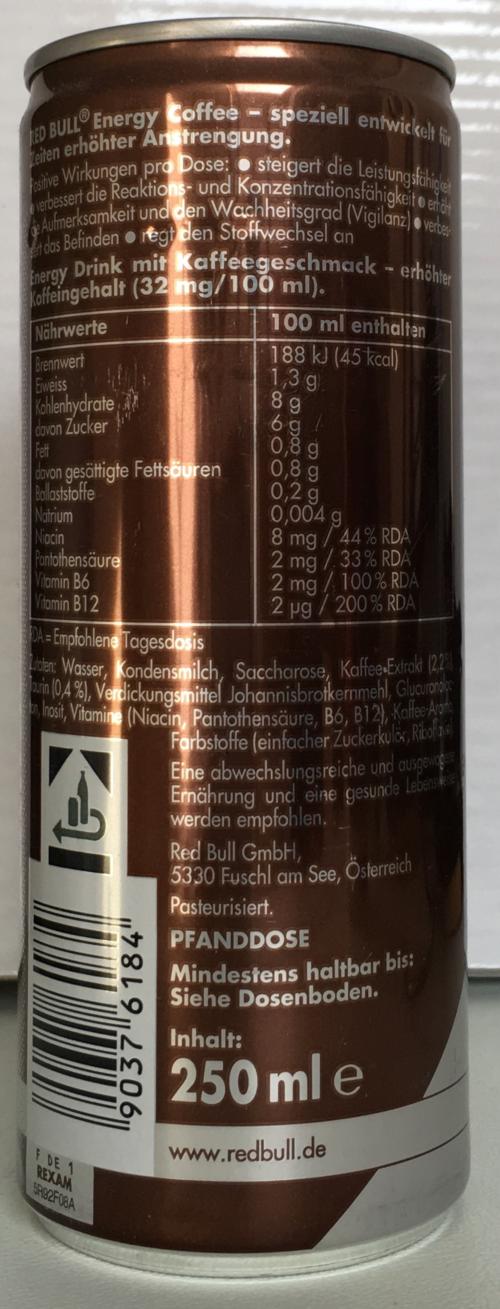 RED BULL® Energy Coffee – speziell entwickelt für
Zeiten erhöhter Anstrengung.
Positive Wirkungen pro Dose: ● steigert die Leistungsfähigkeit
● verbessert die Reaktions- und Konzentrationsfähigkeit ● erhöht
die Aufmerksamkeit und den Wachheitsgrad (Vigilanz) ● verbes-
sert das Befinden ● regt den Stoffwechsel an
Energy Drink mit Kaffeegeschmack – erhöhter
Koffeingehalt (32 mg/100 ml).
Nährwerte 100 ml enthalten
Brennwert 188 kJ (45 kcal)
Eiweiss 1,3 g
Kohlenhydrate 8 g
davon Zucker 6 g
Fett 0,8 g
davon gesättigte Fettsäuren 0,8 g
Ballaststoffe 0,2 g
Natrium 0,004 g
Niacin 8 mg / 44 % RDA
Pantothensäure 2 mg / 33 % RDA
Vitamin B6 2 mg / 100 % RDA
Vitamin B12 2 µg / 200 % RDA
RDA = Empfohlene Tagesdosis
Zutaten: Wasser, Kondensmilch, Saccharose, Kaffee-Extrakt (2,2%),
Taurin (0,4 %), Verdickungsmittel Johannisbrotkernmehl, Glucuronolac-
ton, Inosit, Vitamine (Niacin, Pantothensäure, B6, B12), Kaffee-Aroma,
Farbstoffe (einfacher Zuckerkulör, Riboflavin).
Eine abwechslungsreiche und ausgewogene
Ernährung und eine gesunde Lebensweise
werden empfohlen.
Red Bull GmbH,
5330 Fuschl am See, Österreich
Pasteurisiert.
PFANDDOSE
Mindestens haltbar bis:
Siehe Dosenboden.
Inhalt:
250 ml e
9037 6184
www.redbull.de
F DE 1
REXAM
5R92F08A